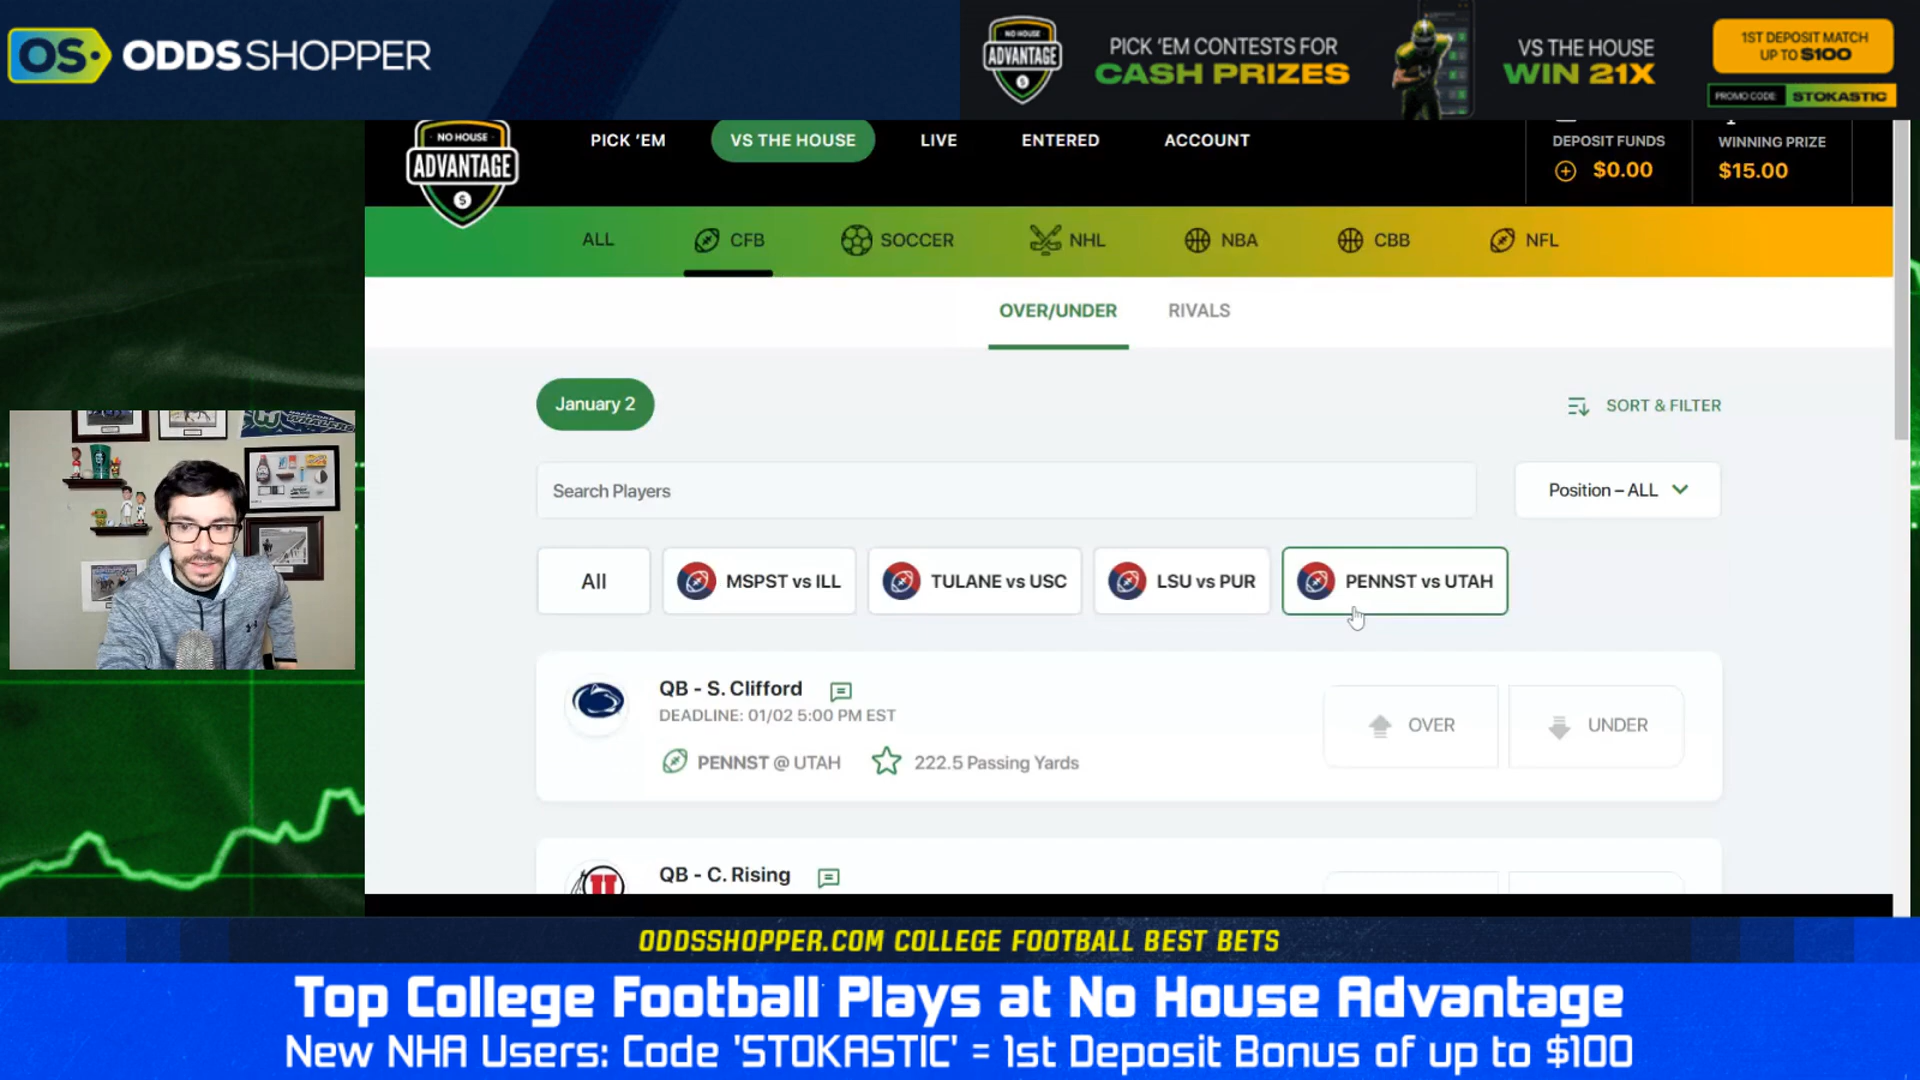 OS ODDSSHOPPER
NO HOUSE
ADVANTAGE
$
PICK 'EM CONTESTS FOR
CASH PRIZES
VS THE HOUSE
WIN 21X
1ST DEPOSIT MATCH
UP TO $100
PROMO CODE: STOKASTIC
NO HOUSE
ADVANTAGE
$
PICK 'EM
VS THE HOUSE
LIVE
ENTERED
ACCOUNT
DEPOSIT FUNDS
$0.00
WINNING PRIZE
$15.00
ALL
CFB
SOCCER
NHL
NBA
CBB
NFL
OVER/UNDER
RIVALS
January 2
SORT & FILTER
Search Players
Position – ALL
All
MSPST vs ILL
TULANE vs USC
LSU vs PUR
PENNST vs UTAH
QB - S. Clifford
DEADLINE: 01/02 5:00 PM EST
PENNST @ UTAH
222.5 Passing Yards
OVER
UNDER
QB - C. Rising
WHALERS
ODDSSHOPPER.COM COLLEGE FOOTBALL BEST BETS
Top College Football Plays at No House Advantage
New NHA Users: Code 'STOKASTIC' = 1st Deposit Bonus of up to $100